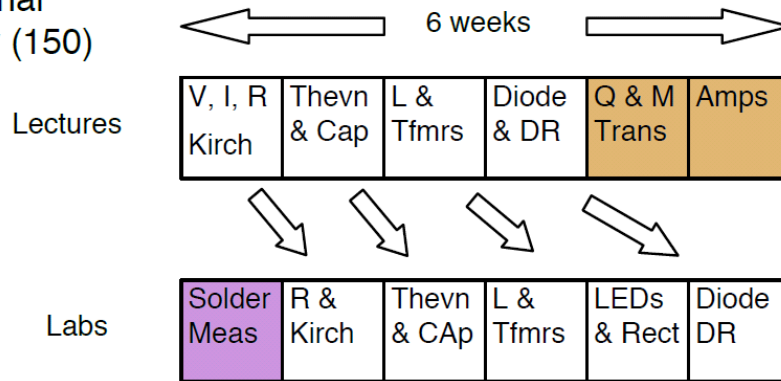 (150)
6 weeks
Lectures
V, I, R
Kirch
Thevn
& Cap
L &
Tfmrs
Diode
& DR
Q & M
Trans
Amps
Labs
Solder
Meas
R &
Kirch
Thevn
& CAp
L &
Tfmrs
LEDs
& Rect
Diode
DR